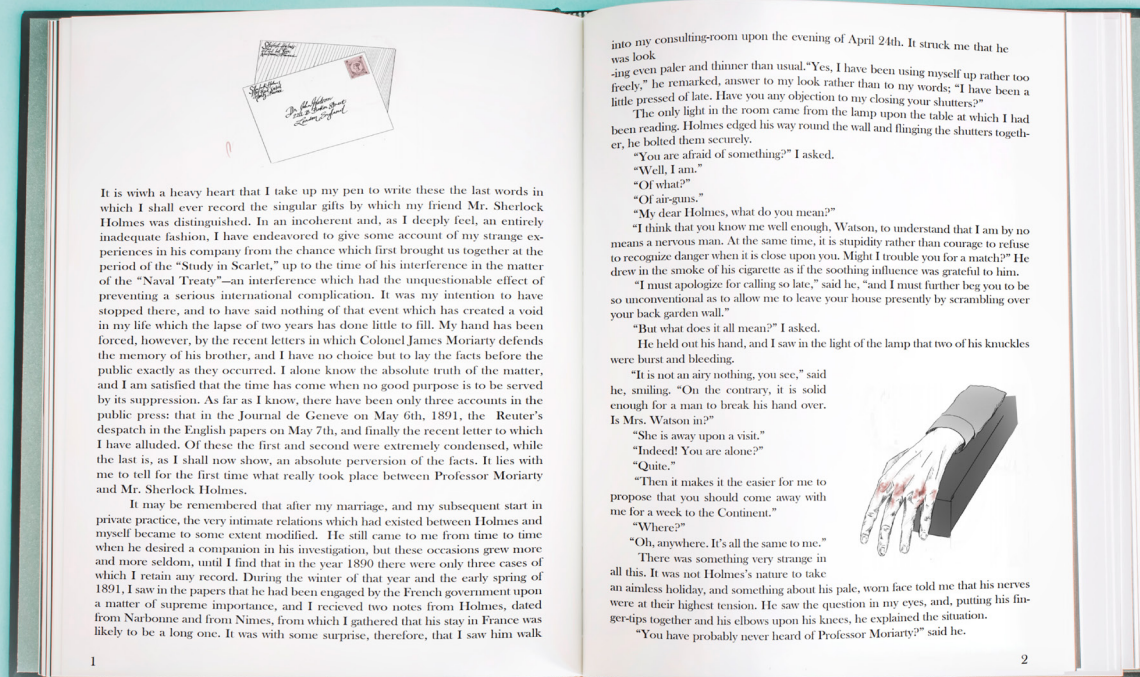 Dr. John Watson
221 B Baker Street
London, England
It is wiwh a heavy heart that I take up my pen to write these the last words in
which I shall ever record the singular gifts by which my friend Mr. Sherlock
Holmes was distinguished. In an incoherent and, as I deeply feel, an entirely
inadequate fashion, I have endeavored to give some account of my strange ex-
periences in his company from the chance which first brought us together at the
period of the “Study in Scarlet,” up to the time of his interference in the matter
of the “Naval Treaty”—an interference which had the unquestionable effect of
preventing a serious international complication. It was my intention to have
stopped there, and to have said nothing of that event which has created a void
in my life which the lapse of two years has done little to fill. My hand has been
forced, however, by the recent letters in which Colonel James Moriarty defends
the memory of his brother, and I have no choice but to lay the facts before the
public exactly as they occurred. I alone know the absolute truth of the matter,
and I am satisfied that the time has come when no good purpose is to be served
by its suppression. As far as I know, there have been only three accounts in the
public press: that in the Journal de Geneve on May 6th, 1891, the Reuter’s
despatch in the English papers on May 7th, and finally the recent letter to which
I have alluded. Of these the first and second were extremely condensed, while
the last is, as I shall now show, an absolute perversion of the facts. It lies with
me to tell for the first time what really took place between Professor Moriarty
and Mr. Sherlock Holmes.
It may be remembered that after my marriage, and my subsequent start in
private practice, the very intimate relations which had existed between Holmes and
myself became to some extent modified. He still came to me from time to time
when he desired a companion in his investigation, but these occasions grew more
and more seldom, until I find that in the year 1890 there were only three cases of
which I retain any record. During the winter of that year and the early spring of
1891, I saw in the papers that he had been engaged by the French government upon
a matter of supreme importance, and I recieved two notes from Holmes, dated
from Narbonne and from Nimes, from which I gathered that his stay in France was
likely to be a long one. It was with some surprise, therefore, that I saw him walk
1
into my consulting-room upon the evening of April 24th. It struck me that he
was look
-ing even paler and thinner than usual.“Yes, I have been using myself up rather too
freely,” he remarked, answer to my look rather than to my words; “I have been a
little pressed of late. Have you any objection to my closing your shutters?”
The only light in the room came from the lamp upon the table at which I had
been reading. Holmes edged his way round the wall and flinging the shutters togeth-
er, he bolted them securely.
“You are afraid of something?” I asked.
“Well, I am.”
“Of what?”
“Of air-guns.”
“My dear Holmes, what do you mean?”
“I think that you know me well enough, Watson, to understand that I am by no
means a nervous man. At the same time, it is stupidity rather than courage to refuse
to recognize danger when it is close upon you. Might I trouble you for a match?” He
drew in the smoke of his cigarette as if the soothing influence was grateful to him.
“I must apologize for calling so late,” said he, “and I must further beg you to be
so unconventional as to allow me to leave your house presently by scrambling over
your back garden wall.”
“But what does it all mean?” I asked.
He held out his hand, and I saw in the light of the lamp that two of his knuckles
were burst and bleeding.
“It is not an airy nothing, you see,” said
he, smiling. “On the contrary, it is solid
enough for a man to break his hand over.
Is Mrs. Watson in?”
“She is away upon a visit.”
“Indeed! You are alone?”
“Quite.”
“Then it makes it the easier for me to
propose that you should come away with
me for a week to the Continent.”
“Where?”
“Oh, anywhere. It’s all the same to me.”
There was something very strange in
all this. It was not Holmes’s nature to take
an aimless holiday, and something about his pale, worn face told me that his nerves
were at their highest tension. He saw the question in my eyes, and, putting his fin-
ger-tips together and his elbows upon his knees, he explained the situation.
“You have probably never heard of Professor Moriarty?” said he.
2